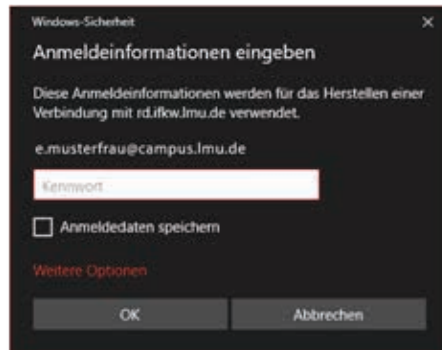 Windows-Sicherheit
Anmeldeinformationen eingeben
Diese Anmeldeinformationen werden für das Herstellen einer
Verbindung mit rd.ifkw.lmu.de verwendet.
e.musterfrau@campus.lmu.de
Kennwort
Anmeldedaten speichern
Weitere Optionen
OK Abbrechen